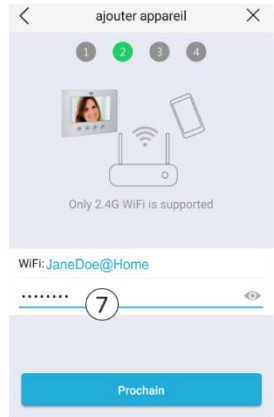 ajouter appareil
1 2 3 4
Only 2.4G WiFi is supported
WiFi: JaneDoe@Home
........ 7
Prochain